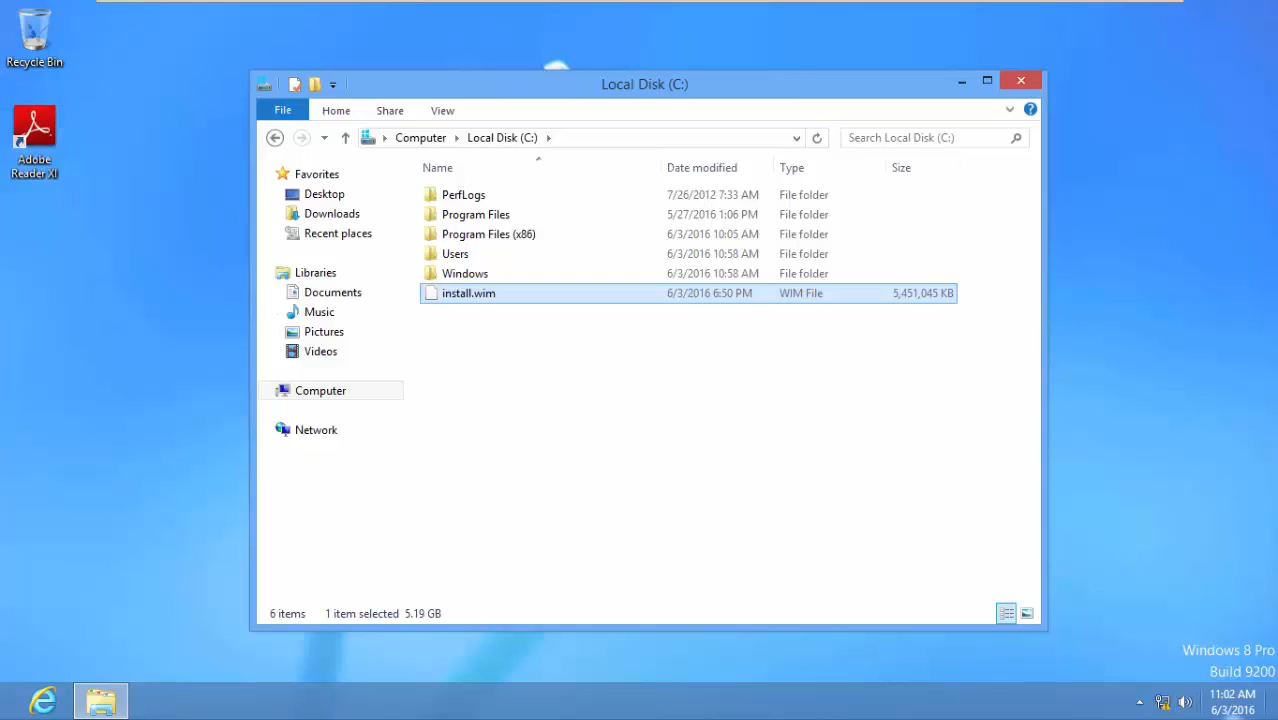 Recycle Bin
Adobe
Reader XI
Local Disk (C:)
File Home Share View
Computer Local Disk (C:)
Search Local Disk (C:)
Favorites
Desktop
Downloads
Recent places
Libraries
Documents
Music
Pictures
Videos
Computer
Network
Name Date modified Type Size
PerfLogs 7/26/2012 7:33 AM File folder
Program Files 5/27/2016 1:06 PM File folder
Program Files (x86) 6/3/2016 10:05 AM File folder
Users 6/3/2016 10:58 AM File folder
Windows 6/3/2016 10:58 AM File folder
install.wim 6/3/2016 6:50 PM WIM File 5,451,045 KB
6 items 1 item selected 5.19 GB
Windows 8 Pro
Build 9200
11:02 AM
6/3/2016